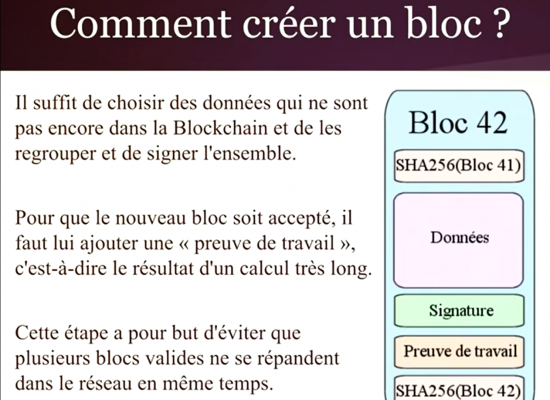 Comment créer un bloc ?
Il suffit de choisir des données qui ne sont
pas encore dans la Blockchain et de les
regrouper et de signer l'ensemble.
Pour que le nouveau bloc soit accepté, il
faut lui ajouter une « preuve de travail »,
c'est-à-dire le résultat d'un calcul très long.
Cette étape a pour but d'éviter que
plusieurs blocs valides ne se répandent
dans le réseau en même temps.
Bloc 42
SHA256(Bloc 41)
Données
Signature
Preuve de travail
SHA256(Bloc 42)